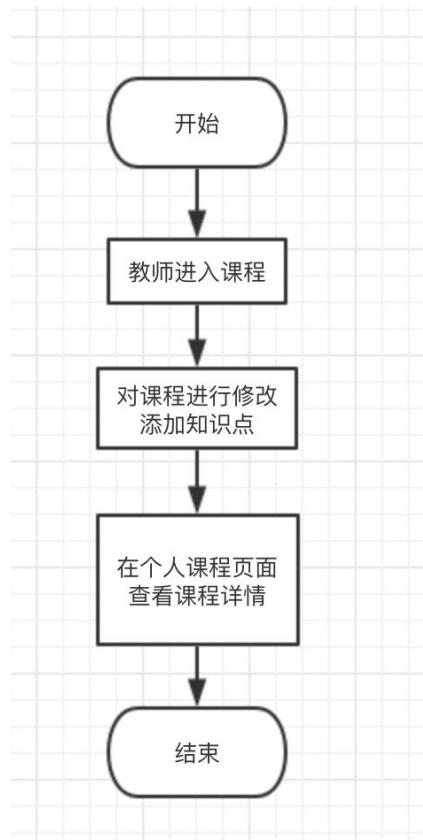 开始
教师进入课程
对课程进行修改
添加知识点
在个人课程页面
查看课程详情
结束